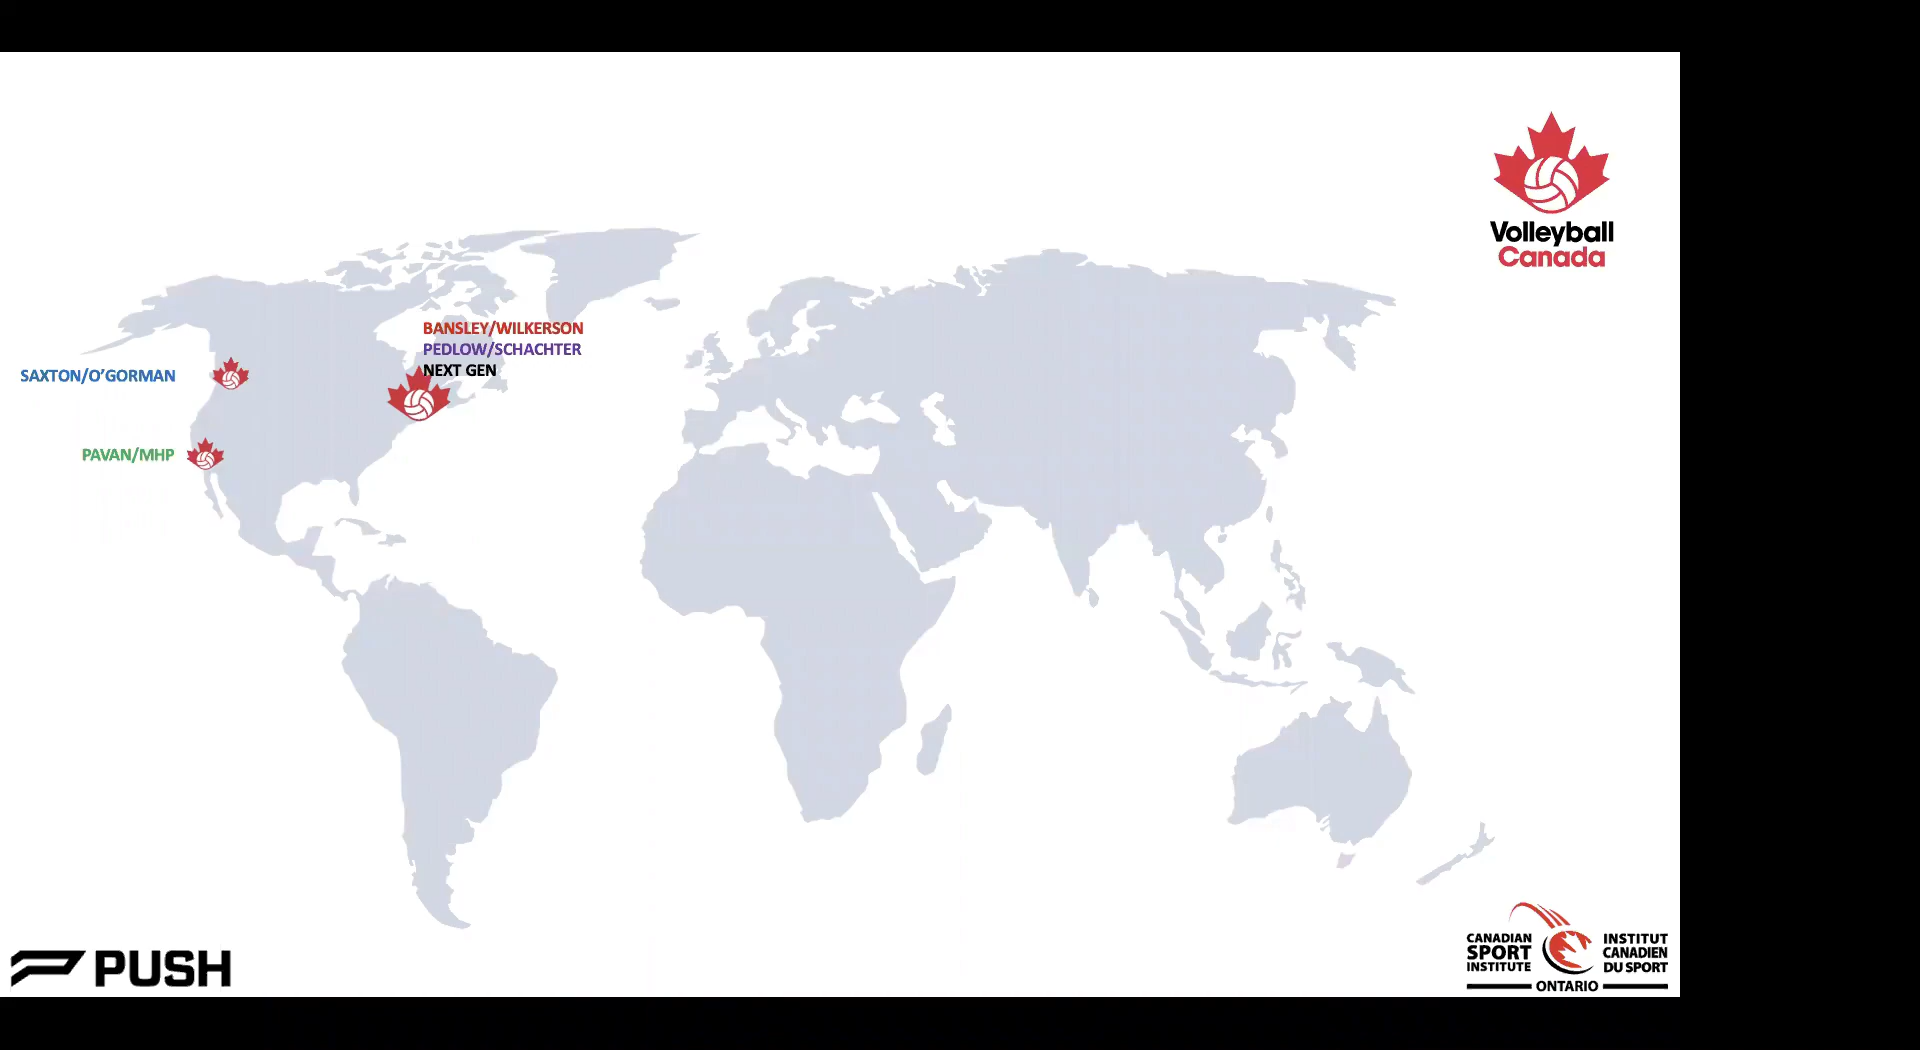 Volleyball
Canada
BANSLEY/WILKERSON
PEDLOW/SCHACHTER
NEXT GEN
SAXTON/O'GORMAN
PAVAN/MHP
PUSH
CANADIAN
SPORT
INSTITUTE
INSTITUT
CANADIEN
DU SPORT
ONTARIO